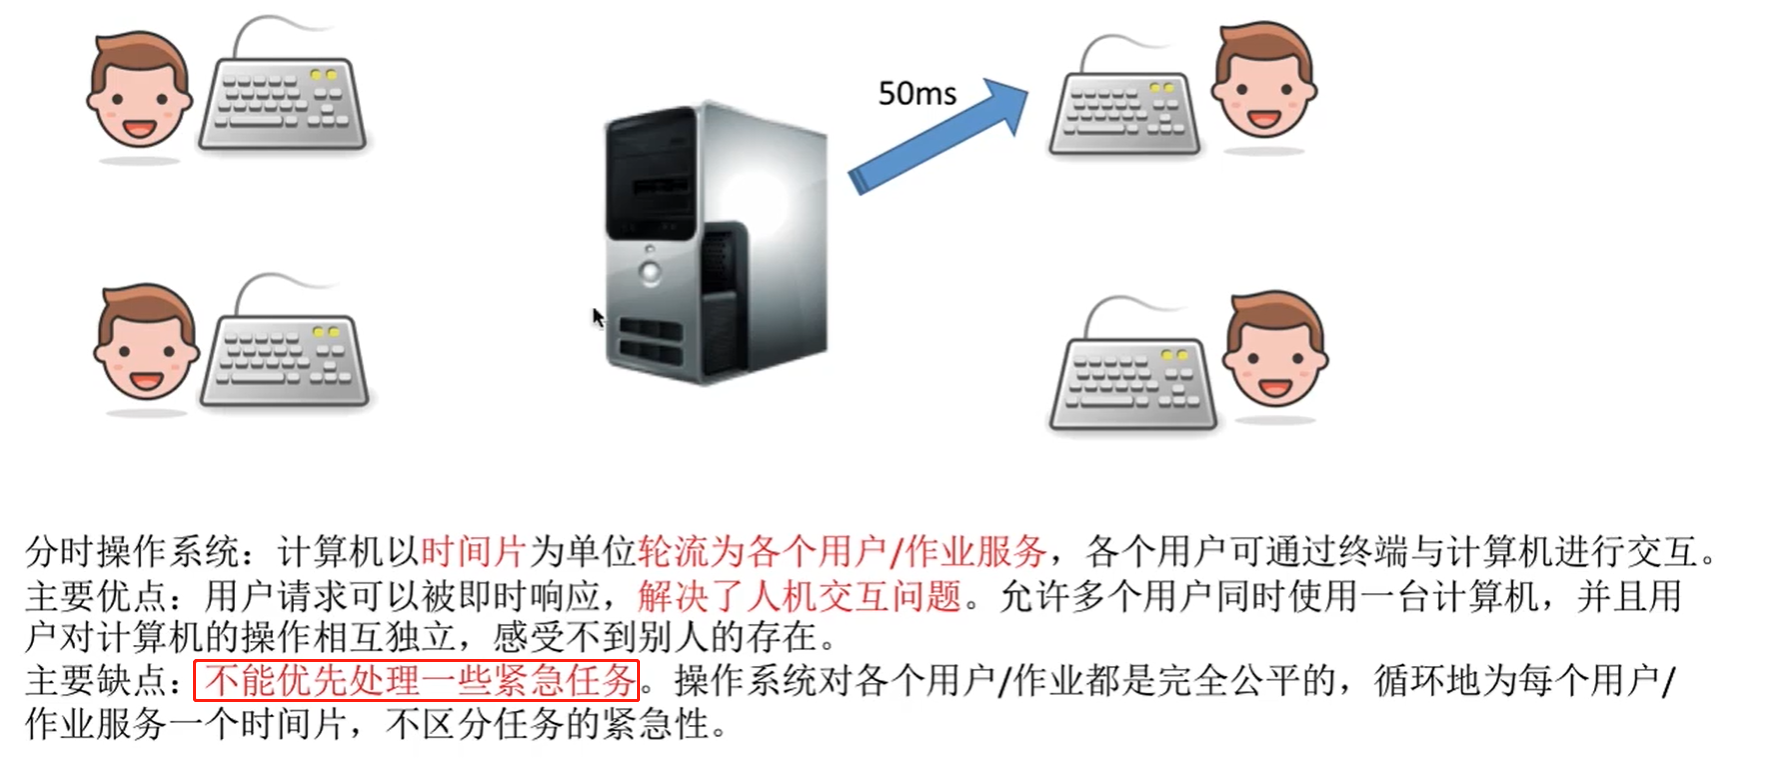 50ms
分时操作系统：计算机以时间片为单位轮流为各个用户/作业服务，各个用户可通过终端与计算机进行交互。
主要优点：用户请求可以被即时响应，解决了人机交互问题。允许多个用户同时使用一台计算机，并且用
户对计算机的操作相互独立，感受不到别人的存在。
主要缺点：不能优先处理一些紧急任务。操作系统对各个用户/作业都是完全公平的，循环地为每个用户/
作业服务一个时间片，不区分任务的紧急性。